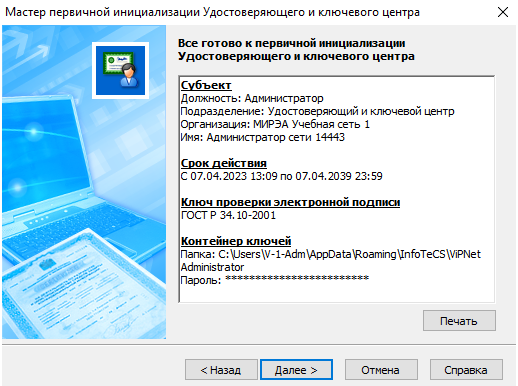 Мастер первичной инициализации Удостоверяющего и ключевого центра
Все готово к первичной инициализации
Удостоверяющего и ключевого центра
Субъект
Должность: Администратор
Подразделение: Удостоверяющий и ключевой центр
Организация: МИРЭА Учебная сеть 1
Имя: Администратор сети 14443
Срок действия
С 07.04.2023 13:09 по 07.04.2039 23:59
Ключ проверки электронной подписи
ГОСТ Р 34.10-2001
Контейнер ключей
Папка: C:\Users\V-1-Adm\AppData\Roaming\InfoTeCS\ViPNet
Administrator
Пароль: ************************
Печать
< Назад
Далее >
Отмена
Справка